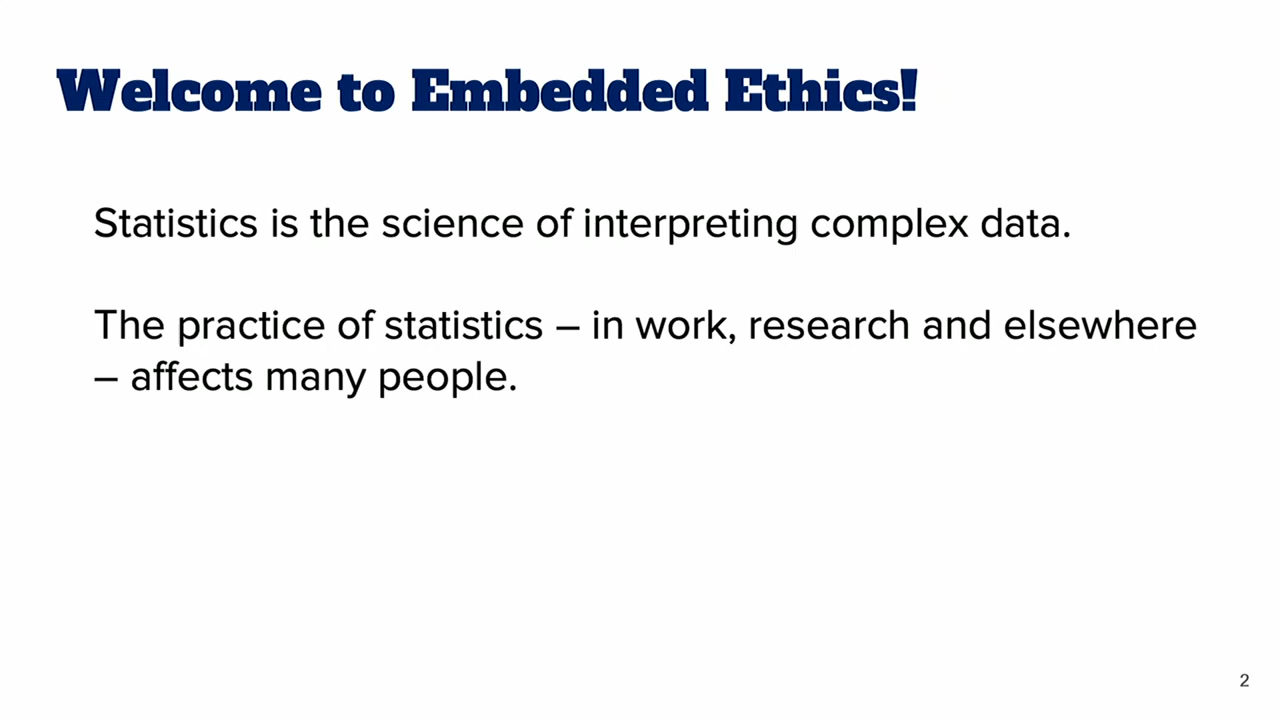 Welcome to Embedded Ethics!
Statistics is the science of interpreting complex data.
The practice of statistics – in work, research and elsewhere
– affects many people.
2